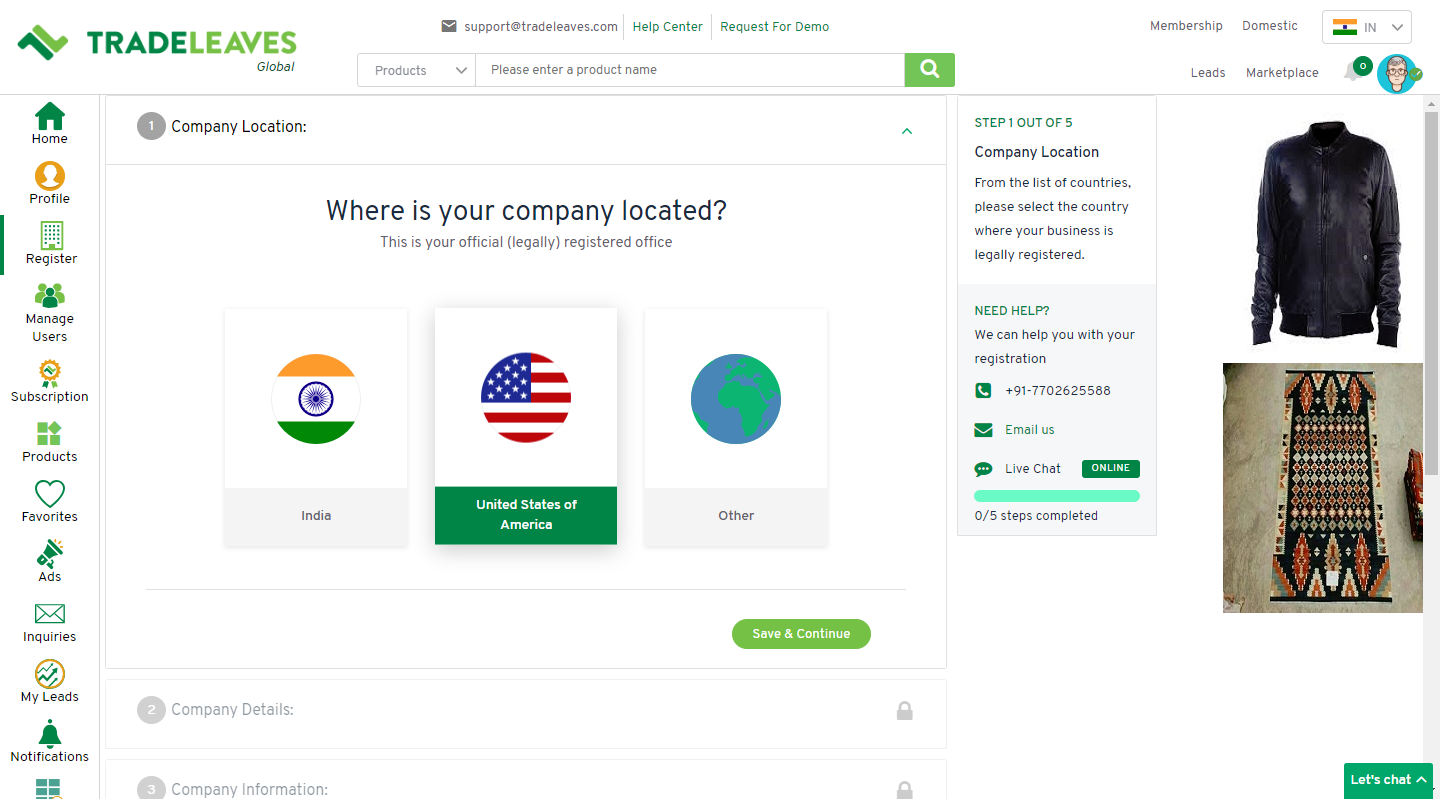 TRADELEAVES
Global
support@tradeleaves.com
Help Center
Request For Demo
Products
Please enter a product name
Membership
Domestic
IN
Leads
Marketplace
0
Home
Profile
Register
Manage
Users
Subscription
Products
Favorites
Ads
Inquiries
My Leads
Notifications
1 Company Location:
Where is your company located?
This is your official (legally) registered office
India
United States of
America
Other
Save & Continue
2 Company Details:
3 Company Information:
STEP 1 OUT OF 5
Company Location
From the list of countries,
please select the country
where your business is
legally registered.
NEED HELP?
We can help you with your
registration
+91-7702625588
Email us
Live Chat
ONLINE
0/5 steps completed
Let's chat